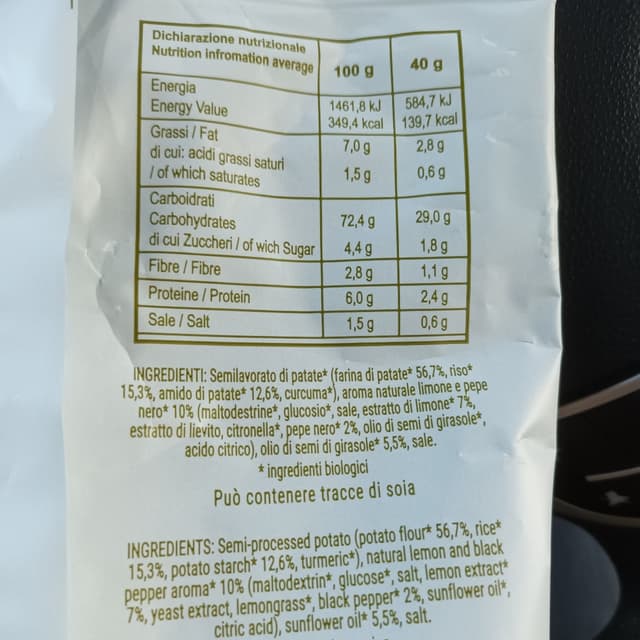 Dichiarazione nutrizionale
Nutrition infromation average 100 g 40 g
Energia
Energy Value 1461,8 kJ 584,7 kJ
349,4 kcal 139,7 kcal
Grassi / Fat 7,0 g 2,8 g
di cui: acidi grassi saturi
/ of which saturates 1,5 g 0,6 g
Carboidrati
Carbohydrates 72,4 g 29,0 g
di cui Zuccheri / of wich Sugar 4,4 g 1,8 g
Fibre / Fibre 2,8 g 1,1 g
Proteine / Protein 6,0 g 2,4 g
Sale / Salt 1,5 g 0,6 g
INGREDIENTI: Semilavorato di patate* (farina di patate* 56,7%, riso*
15,3%, amido di patate* 12,6%, curcuma*), aroma naturale limone e pepe
nero* 10% (maltodestrine*, glucosio*, sale, estratto di limone* 7%,
estratto di lievito, citronella*, pepe nero* 2%, olio di semi di girasole*,
acido citrico), olio di semi di girasole* 5,5%, sale.
* ingredienti biologici
Può contenere tracce di soia
INGREDIENTS: Semi-processed potato (potato flour* 56,7%, rice*
15,3%, potato starch* 12,6%, turmeric*), natural lemon and black
pepper aroma* 10% (maltodextrin*, glucose*, salt, lemon extract*
7%, yeast extract, lemongrass*, black pepper* 2%, sunflower oil*,
citric acid), sunflower oil* 5,5%, salt.